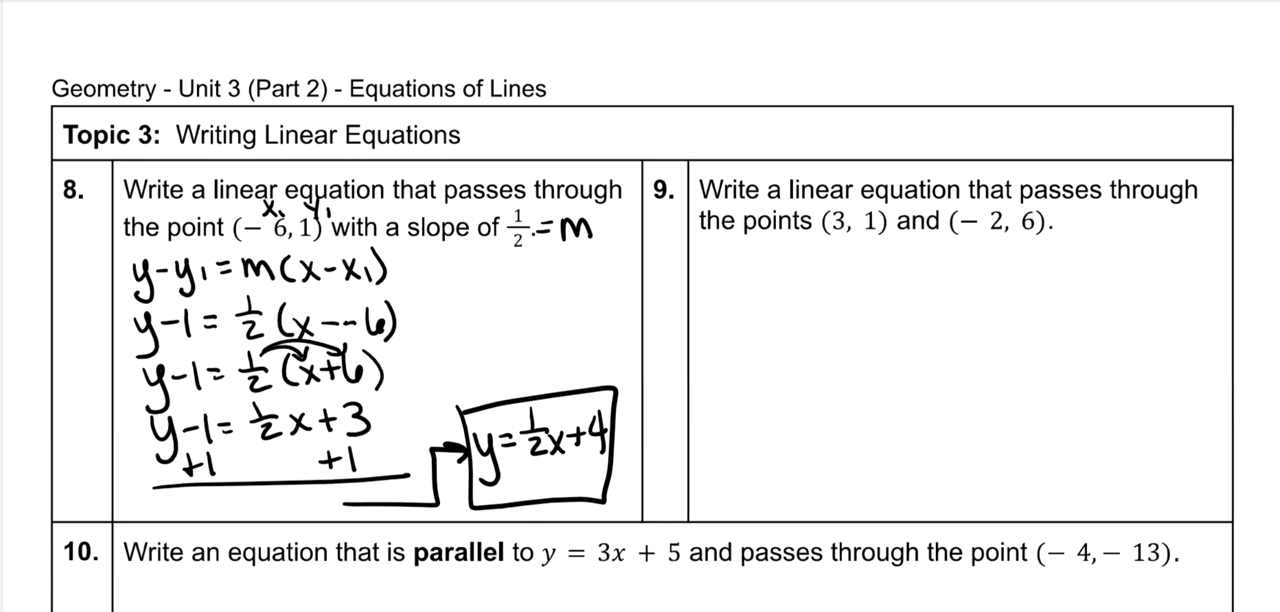 Geometry - Unit 3 (Part 2) - Equations of Lines
Topic 3: Writing Linear Equations
8. Write a linear equation that passes through
x₁ y₁
the point (− 6, 1) with a slope of 1/2. = m
y-y₁=m(x-x₁)
y-1=1/2(x--6)
y-1=1/2(x+6)
y-1=1/2x+3
+1 +1
y=1/2x+4
9. Write a linear equation that passes through
the points (3, 1) and (− 2, 6).
10. Write an equation that is parallel to y = 3x + 5 and passes through the point (− 4, − 13).